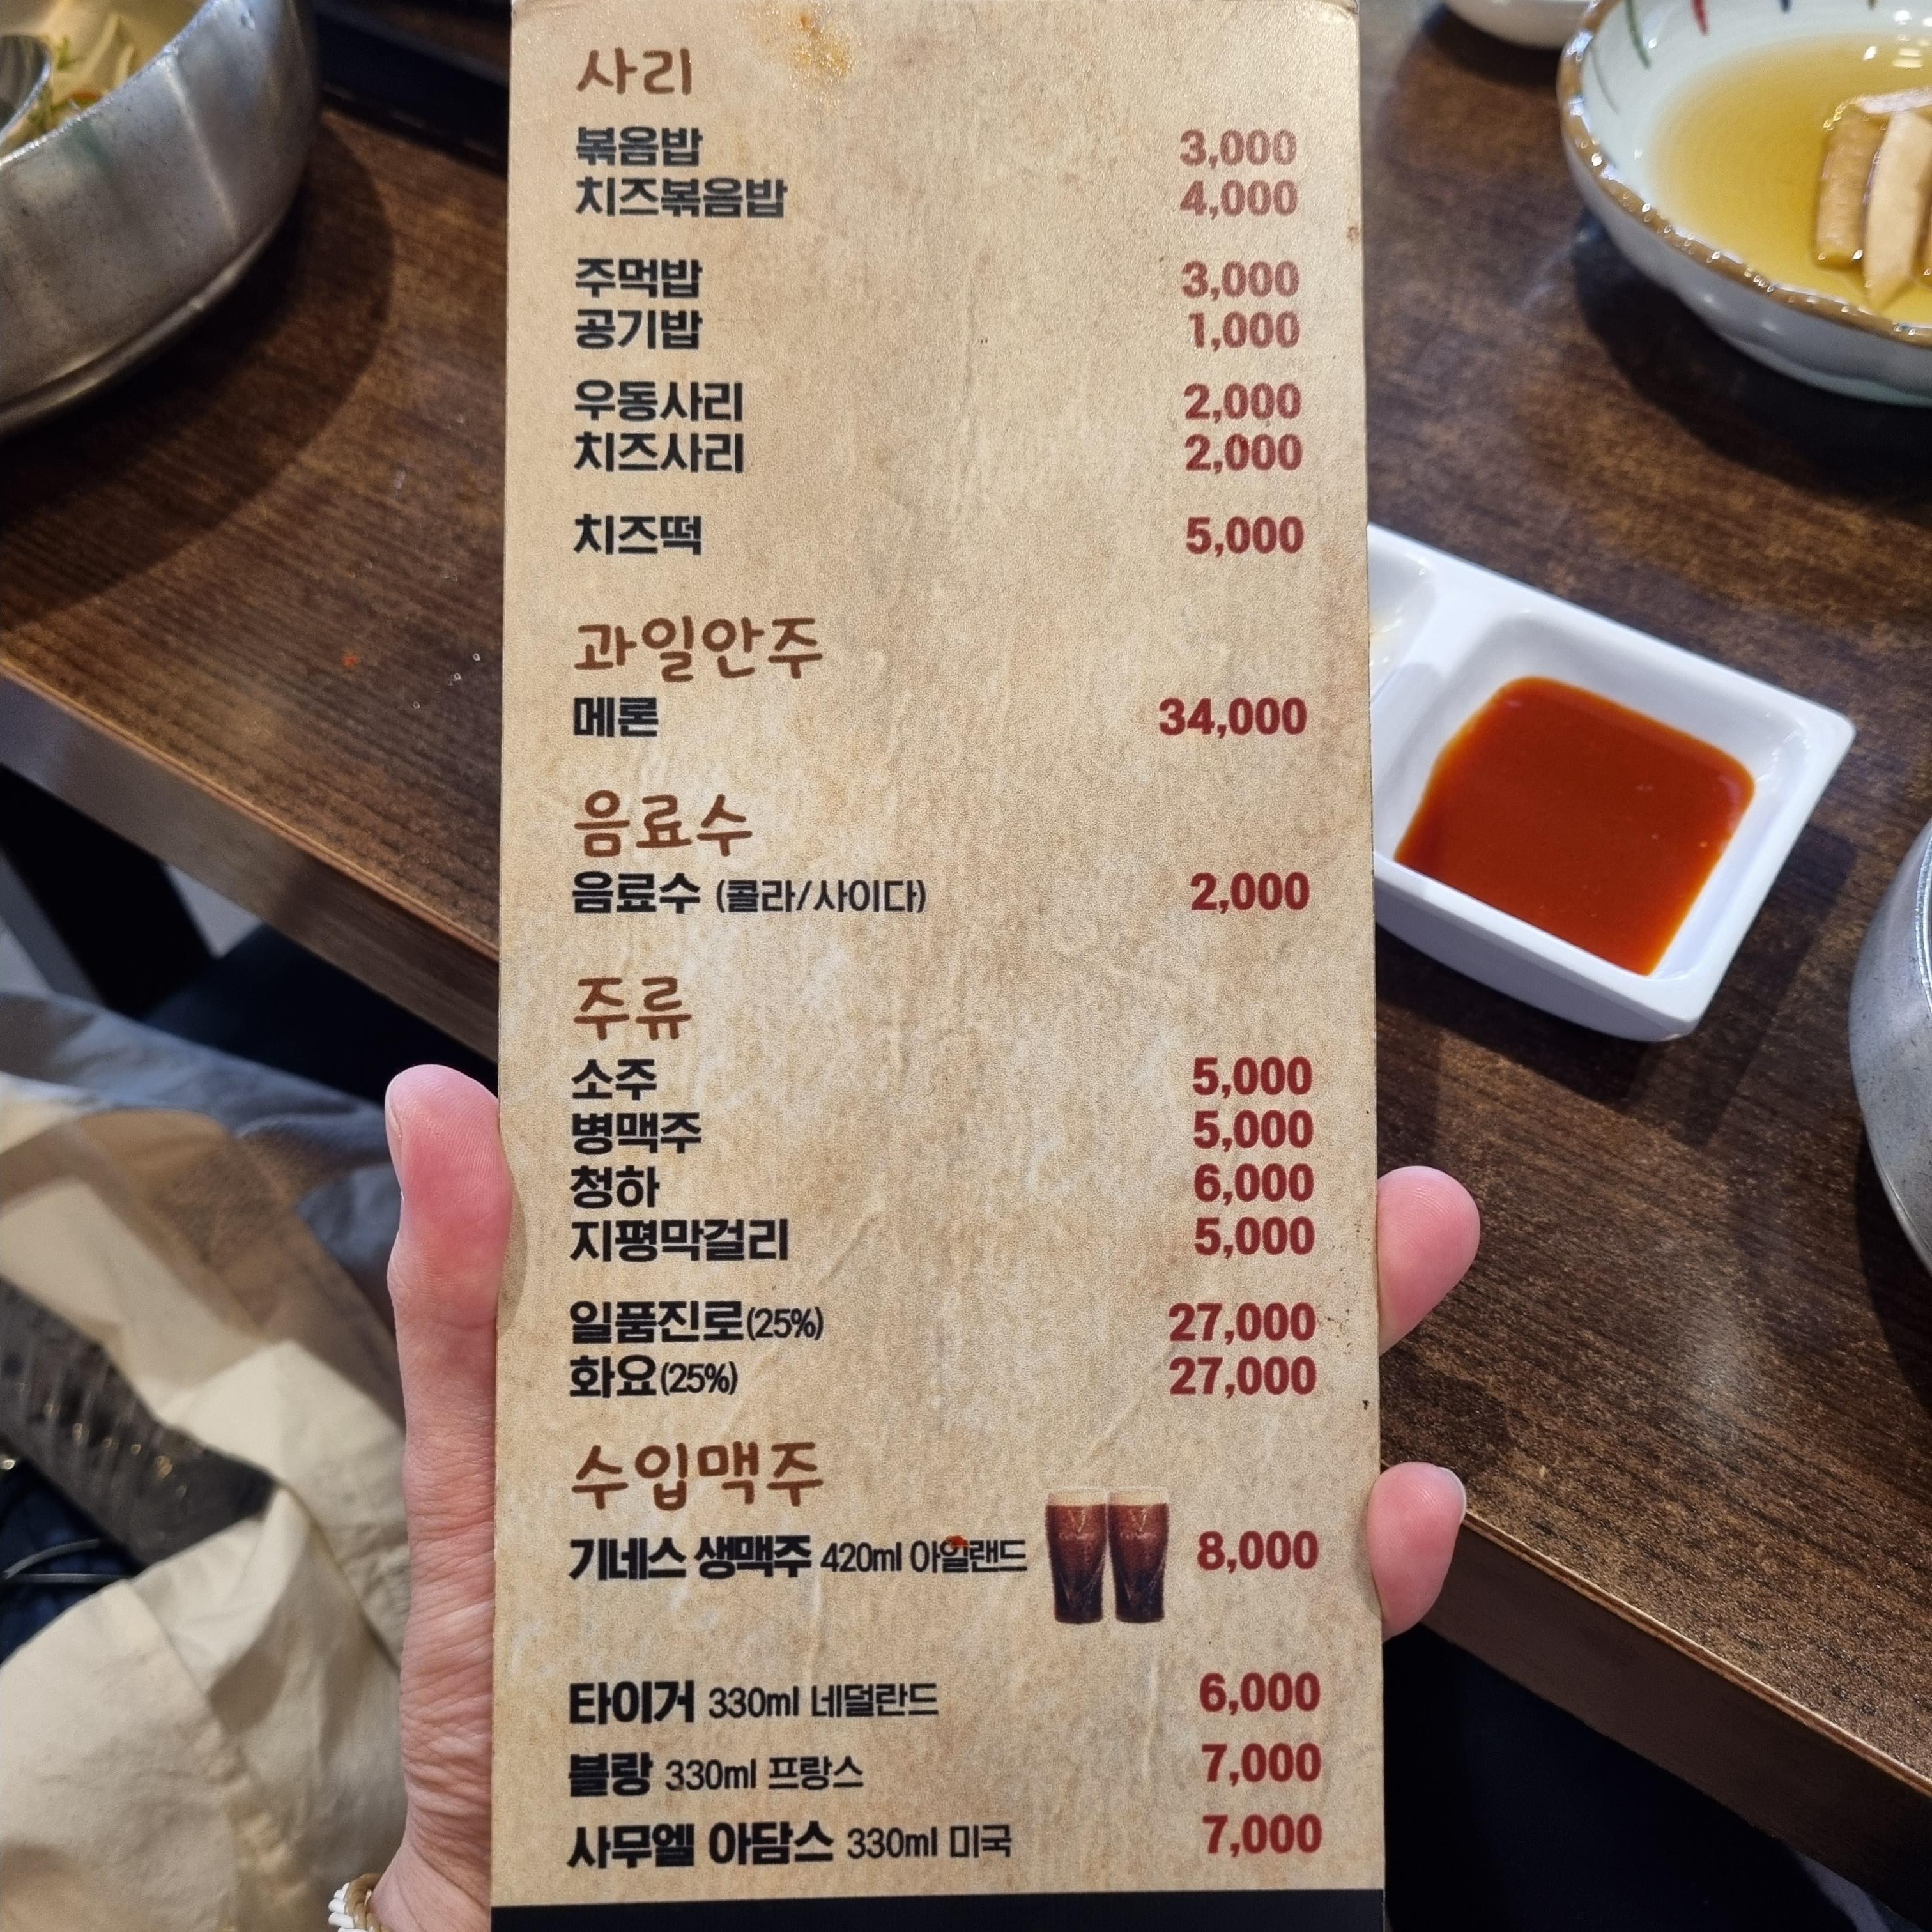 사리
볶음밥 3,000
치즈볶음밥 4,000
주먹밥 3,000
공기밥 1,000
우동사리 2,000
치즈사리 2,000
치즈떡 5,000
과일안주
메론 34,000
음료수
음료수 (콜라/사이다) 2,000
주류
소주 5,000
병맥주 5,000
청하 6,000
지평막걸리 5,000
일품진로(25%) 27,000
화요(25%) 27,000
수입맥주
기네스 생맥주 420ml 아일랜드 8,000
타이거 330ml 네덜란드 6,000
블랑 330ml 프랑스 7,000
사무엘 아담스 330ml 미국 7,000